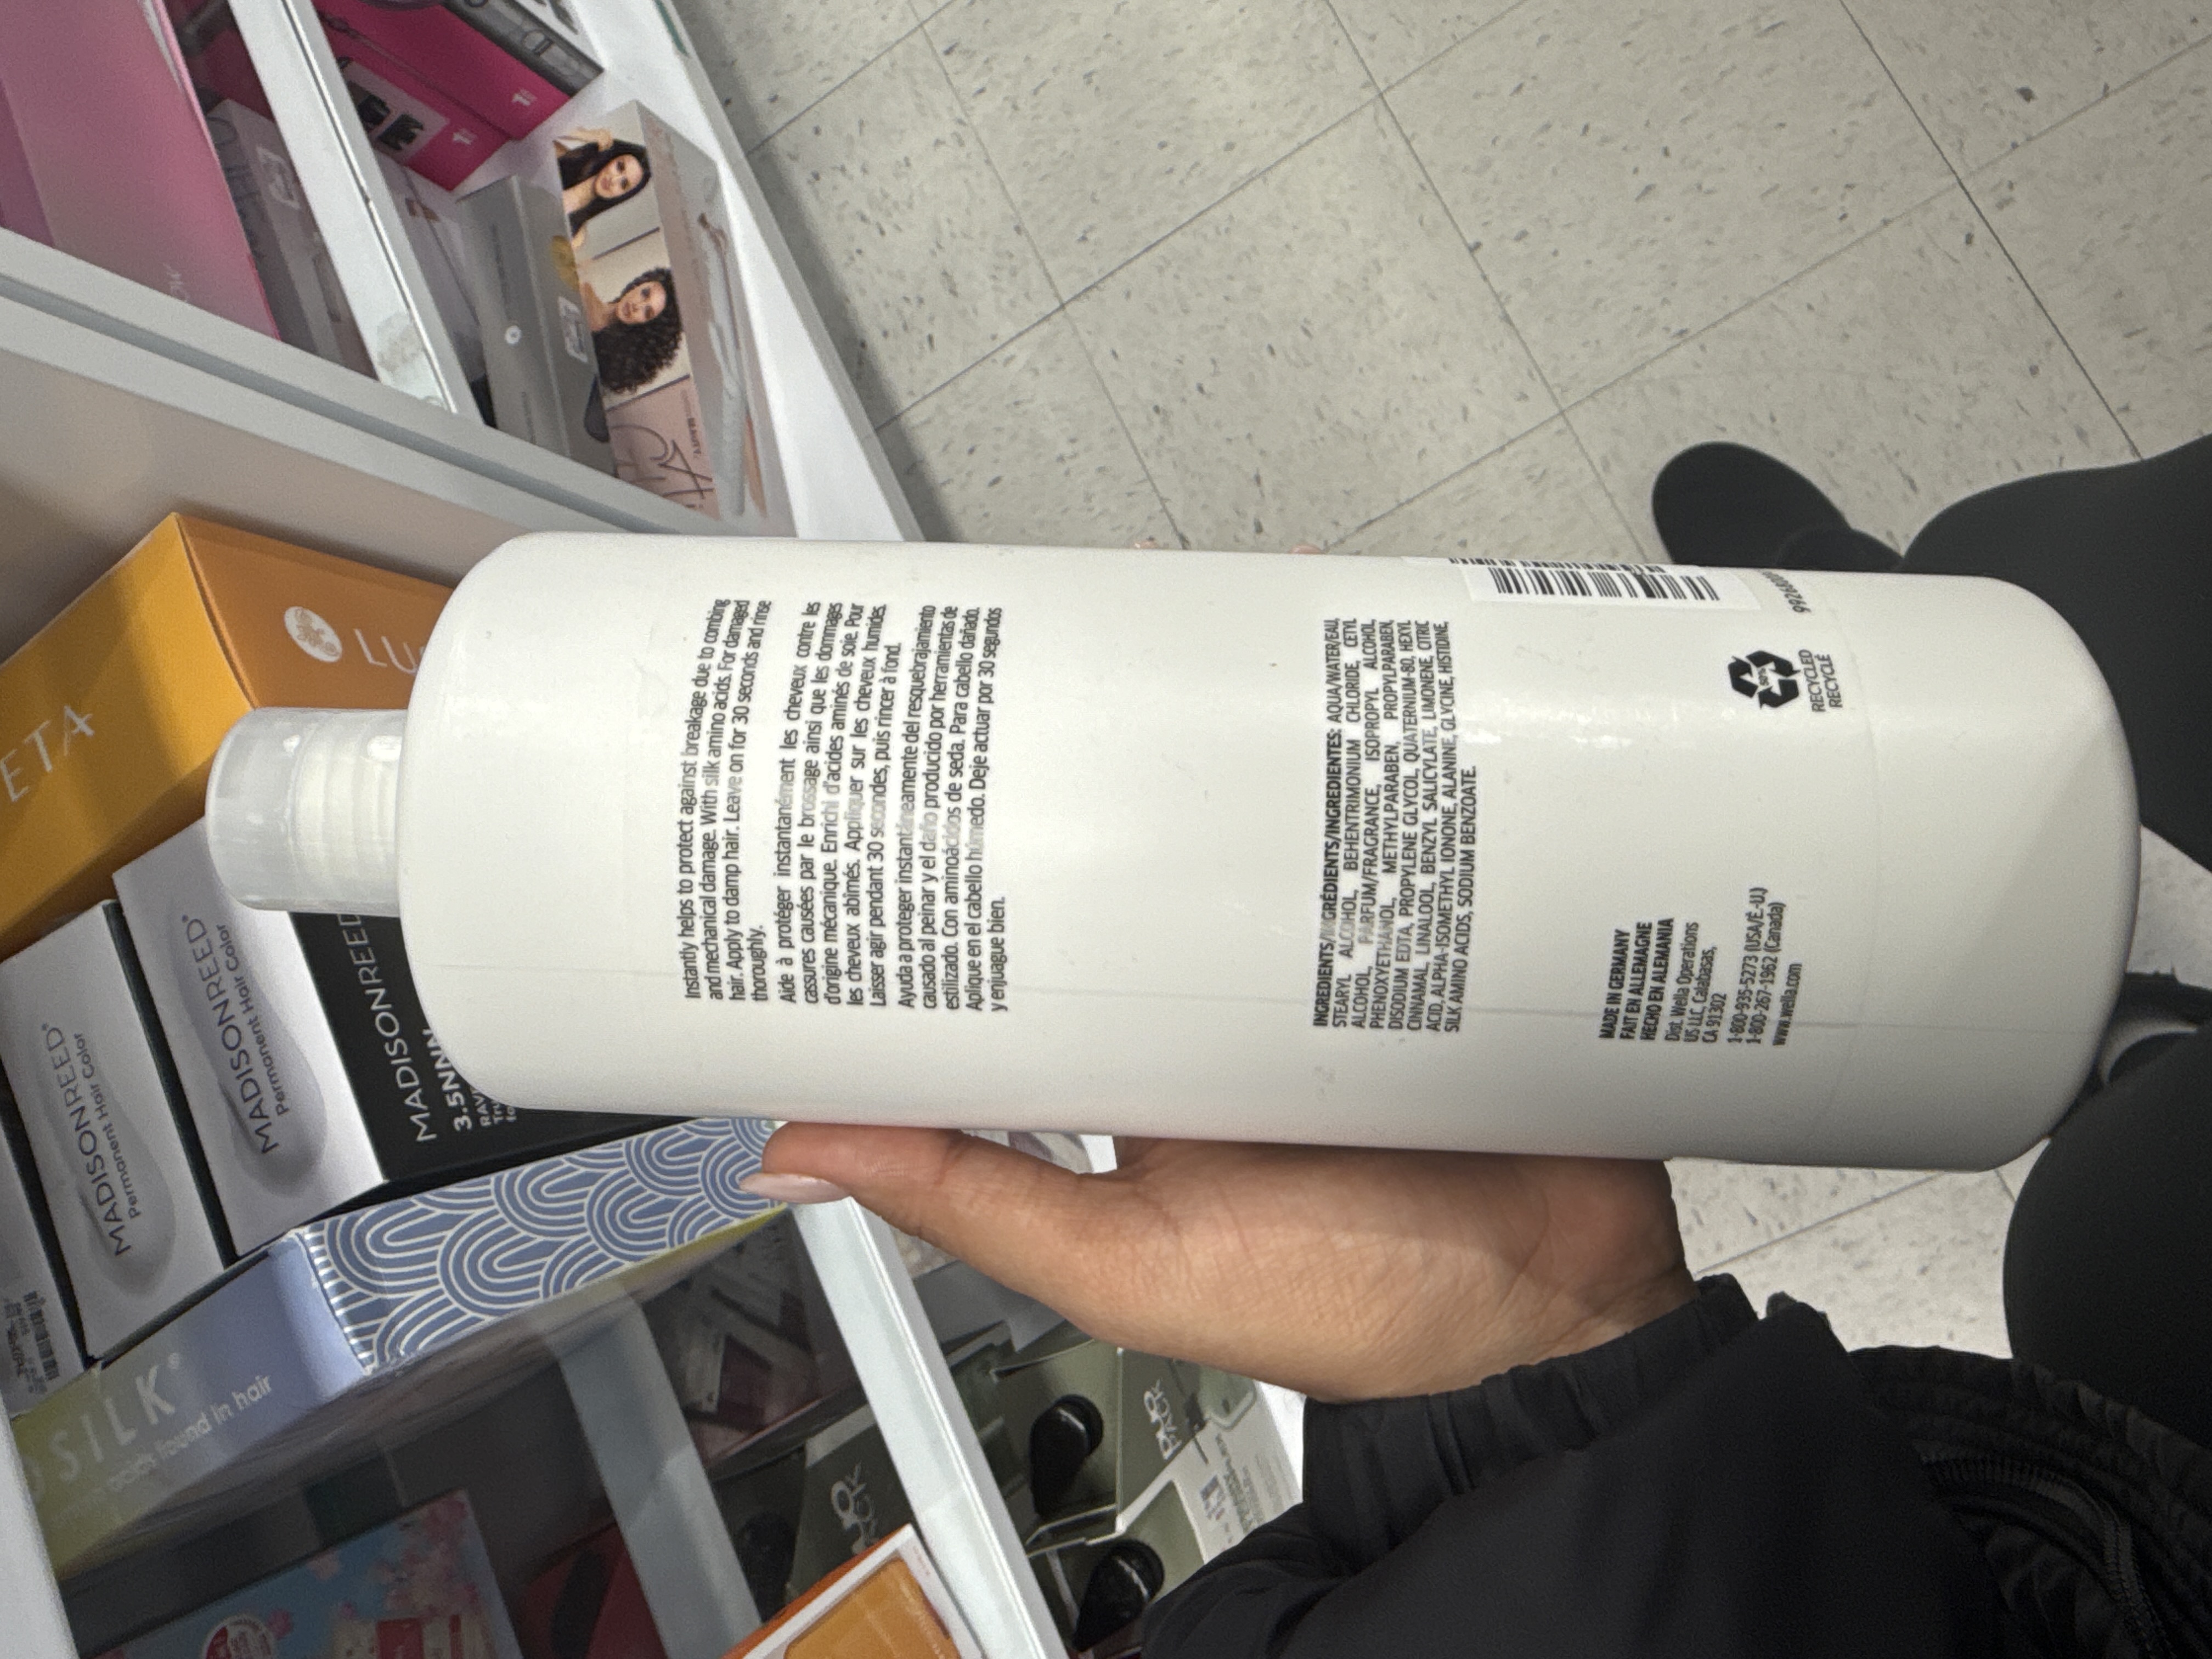 Instantly helps to protect against breakage due to combing
and mechanical damage. With silk amino acids. For damaged
hair. Apply to damp hair. Leave on for 30 seconds and rinse
thoroughly.
Aide à protéger instantanément les cheveux contre les
cassures causées par le brossage ainsi que les dommages
d'origine mécanique. Enrichi d'acides aminés de soie. Pour
les cheveux abîmés. Appliquer sur les cheveux humides.
Laisser agir pendant 30 secondes, puis rincer à fond.
Ayuda a proteger instantáneamente del resquebrajamiento
causado al peinar y el daño producido por herramientas de
estilizado. Con aminoácidos de seda. Para cabello dañado.
Aplique en el cabello húmedo. Deje actuar por 30 segundos
y enjuague bien.
INGREDIENTS/INGRÉDIENTS/INGREDIENTES: AQUA/WATER/EAU,
STEARYL ALCOHOL, BEHENTRIMONIUM CHLORIDE, CETYL
ALCOHOL, PARFUM/FRAGRANCE, ISOPROPYL ALCOHOL,
PHENOXYETHANOL, METHYLPARABEN, PROPYLPARABEN,
DISODIUM EDTA, PROPYLENE GLYCOL, QUATERNIUM-80, HEXYL
CINNAMAL, LINALOOL, BENZYL SALICYLATE, LIMONENE, CITRIC
ACID, ALPHA-ISOMETHYL IONONE, ALANINE, GLYCINE, HISTIDINE,
SILK AMINO ACIDS, SODIUM BENZOATE.
MADE IN GERMANY
FAIT EN ALLEMAGNE
HECHO EN ALEMANIA
Dist. Wella Operations
US LLC, Calabasas,
CA 91302
1-800-935-5273 (USA/É.-U.)
1-800-267-1962 (Canada)
www.wella.com
50%
RECYCLED
RECYCLÉ
MADISONREED®
Permanent Hair Color
MADISONREED®
Permanent Hair Color
MADISONREED
3.5NNN
SILK®
found in hair
ETA